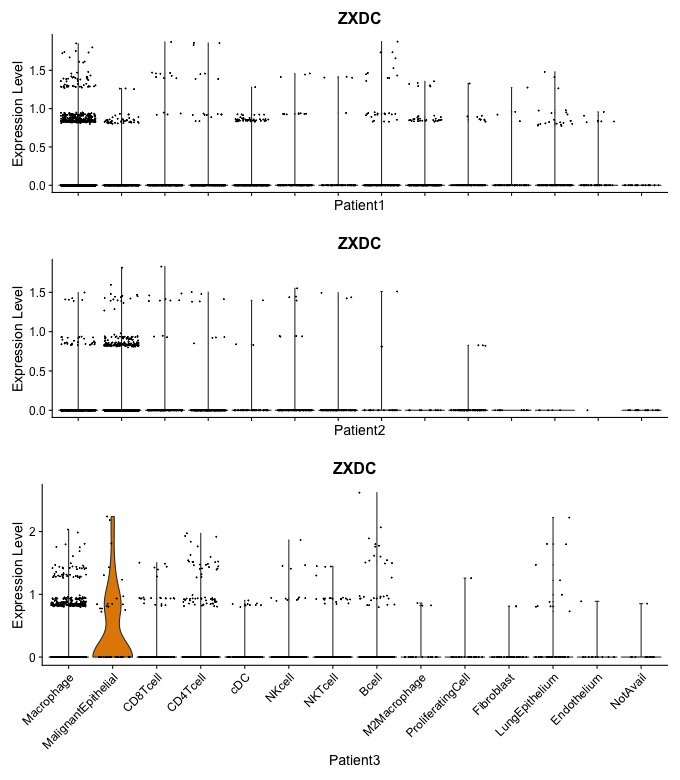 ZXDC
Expression Level
1.5
1.0
0.5
0.0
Patient1
ZXDC
Expression Level
1.5
1.0
0.5
0.0
Patient2
ZXDC
Expression Level
2
1
0
Macrophage
MalignantEpithelial
CD8Tcell
CD4Tcell
cDC
NKcell
NKTcell
Bcell
M2Macrophage
ProliferatingCell
Fibroblast
LungEpithelium
Endothelium
NotAvail
Patient3